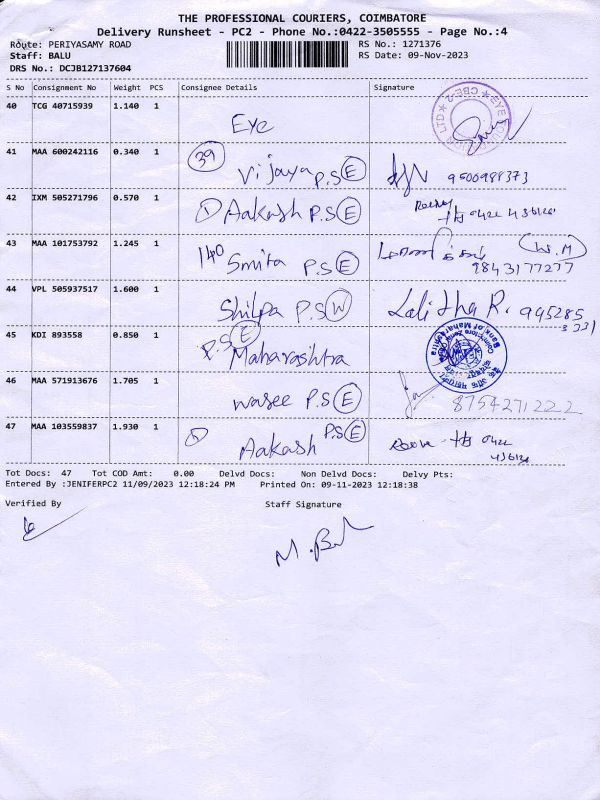 THE PROFESSIONAL COURIERS, COIMBATORE
Delivery Runsheet - PC2 - Phone No.:0422-3505555 - Page No.:4
Route: PERIYASAMY ROAD RS No.: 1271376
Staff: BALU RS Date: 09-Nov-2023
DRS No.: DCJB127137604
S No Consignment No Weight PCS Consignee Details Signature
40 TCG 40715939 1.140 1 Eye
41 MAA 600242116 0.340 1 39 Vijaya P.S E 9500988373
42 IXM 505271796 0.570 1 Aakash P.S E 0422
43 MAA 101753792 1.245 1 140 Smita P.S E (W.M) 9843177277
44 VPL 505937517 1.600 1 Shilpa P.S W Lalitha R. 995285
45 KDI 893558 0.850 1 P.S E Maharashtra Bank of Maharashtra
46 MAA 571913676 1.705 1 wasee P.S E 8754271222
47 MAA 103559837 1.930 1 Aakash P.S E 0422
Tot Docs: 47 Tot COD Amt: 0.00 Delvd Docs: Non Delvd Docs: Delvy Pts:
Entered By :JENIFERPC2 11/09/2023 12:18:24 PM Printed On: 09-11-2023 12:18:38
Verified By Staff Signature
M. Bal